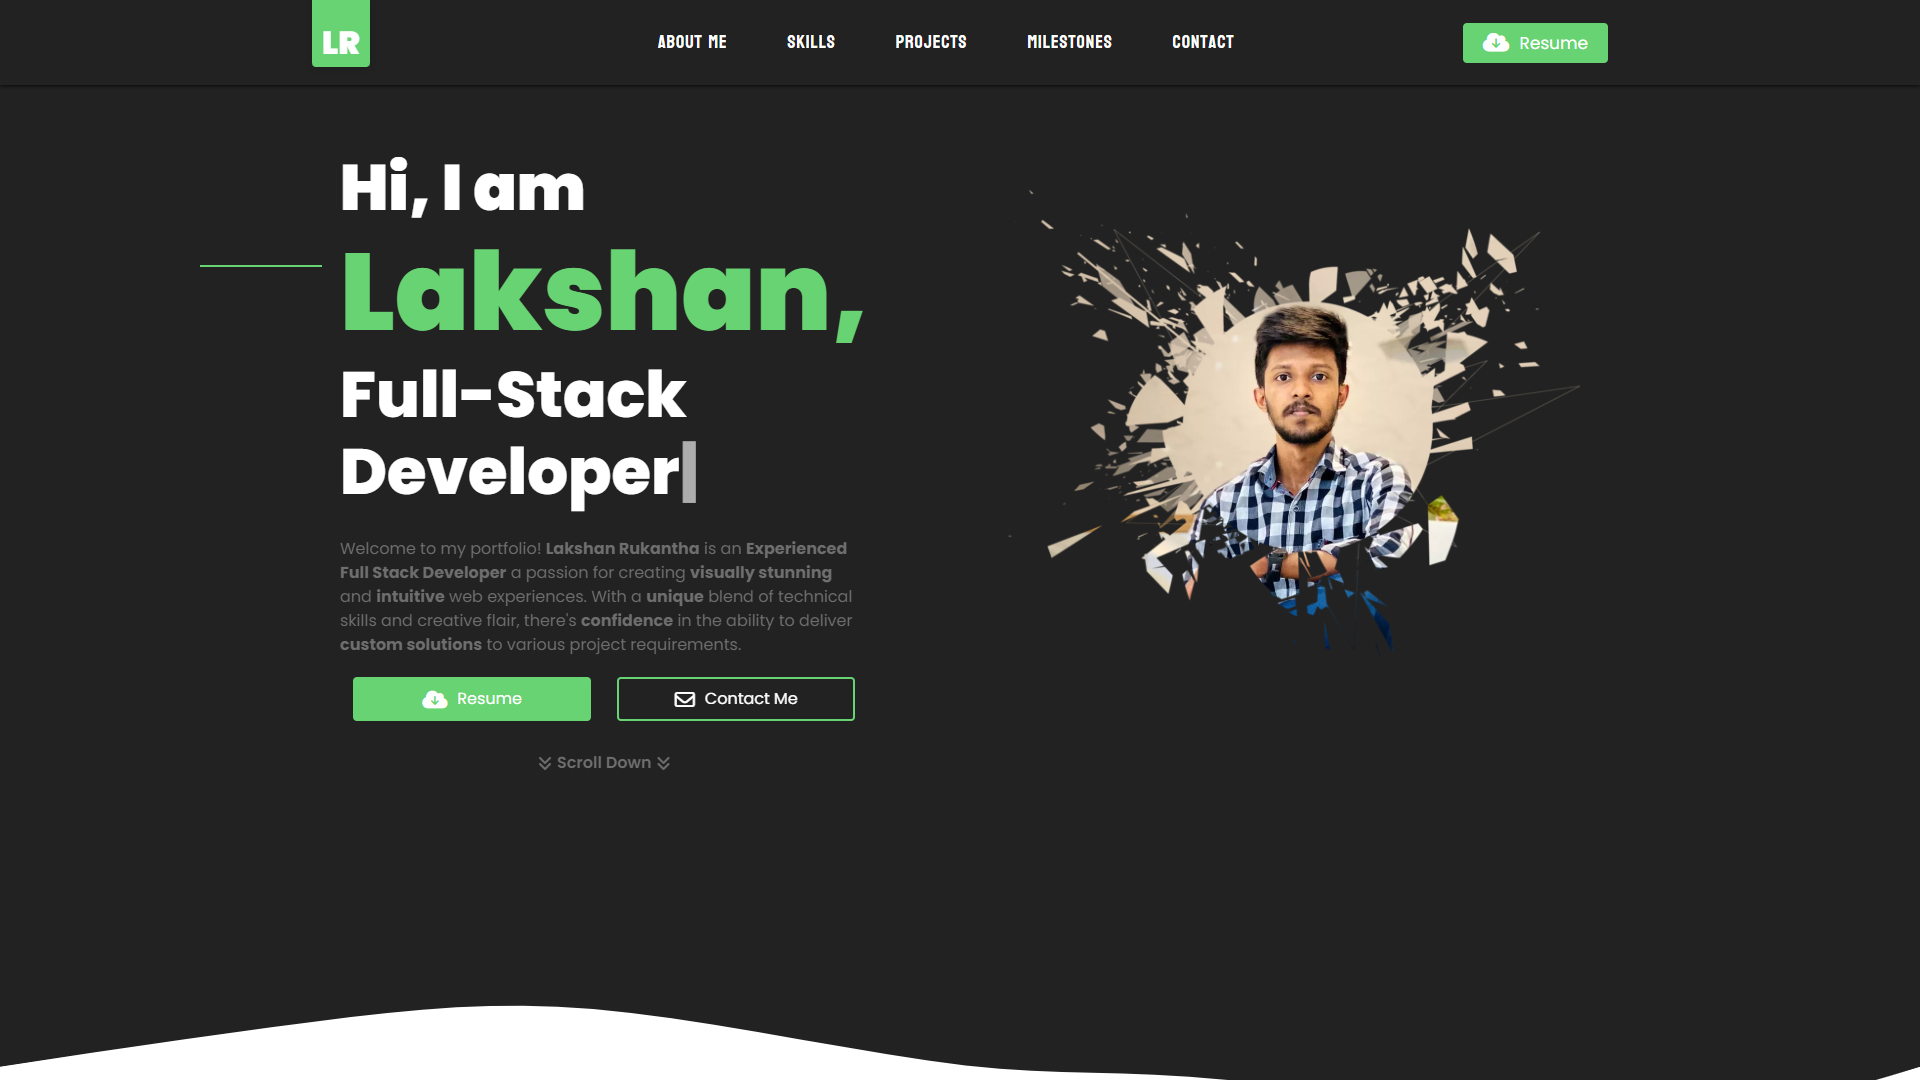 LR
ABOUT ME
SKILLS
PROJECTS
MILESTONES
CONTACT
Resume
Hi, I am
Lakshan,
Full-Stack
Developer
Welcome to my portfolio! Lakshan Rukantha is an Experienced
Full Stack Developer a passion for creating visually stunning
and intuitive web experiences. With a unique blend of technical
skills and creative flair, there's confidence in the ability to deliver
custom solutions to various project requirements.
Resume
Contact Me
Scroll Down